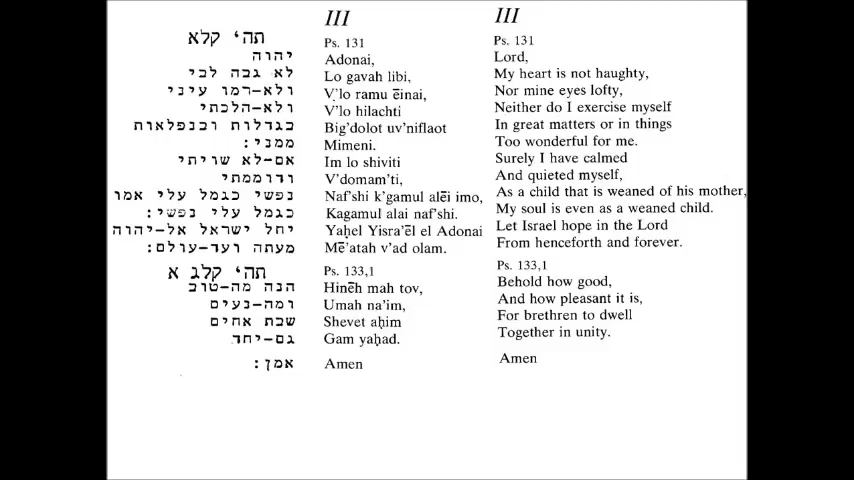 תה׳ קלא
יהוה
לא גבה לבי
ולא-רמו עיני
ולא-הלכתי
בגדלות ובנפלאות
ממני:
אם-לא שויתי
ודוממתי
נפשי כגמל עלי אמו
כגמל עלי נפשי:
יחל ישראל אל-יהוה
מעתה ועד-עולם:
תה׳ קלג א
הנה מה-טוב
ומה-נעים
שבת אחים
גם-יחד
אמן:
III
Ps. 131
Adonai,
Lo gavah libi,
V'lo ramu ēinai,
V'lo hilachti
Big'dolot uv'niflaot
Mimeni.
Im lo shiviti
V'domam'ti,
Naf'shi k'gamul alēi imo,
Kagamul alai naf'shi.
Yaḥel Yisra'ēl el Adonai
Mē'atah v'ad olam.
Ps. 133,1
Hinēh mah tov,
Umah na'im,
Shevet aḥim
Gam yaḥad.
Amen
III
Ps. 131
Lord,
My heart is not haughty,
Nor mine eyes lofty,
Neither do I exercise myself
In great matters or in things
Too wonderful for me.
Surely I have calmed
And quieted myself,
As a child that is weaned of his mother,
My soul is even as a weaned child.
Let Israel hope in the Lord
From henceforth and forever.
Ps. 133,1
Behold how good,
And how pleasant it is,
For brethren to dwell
Together in unity.
Amen